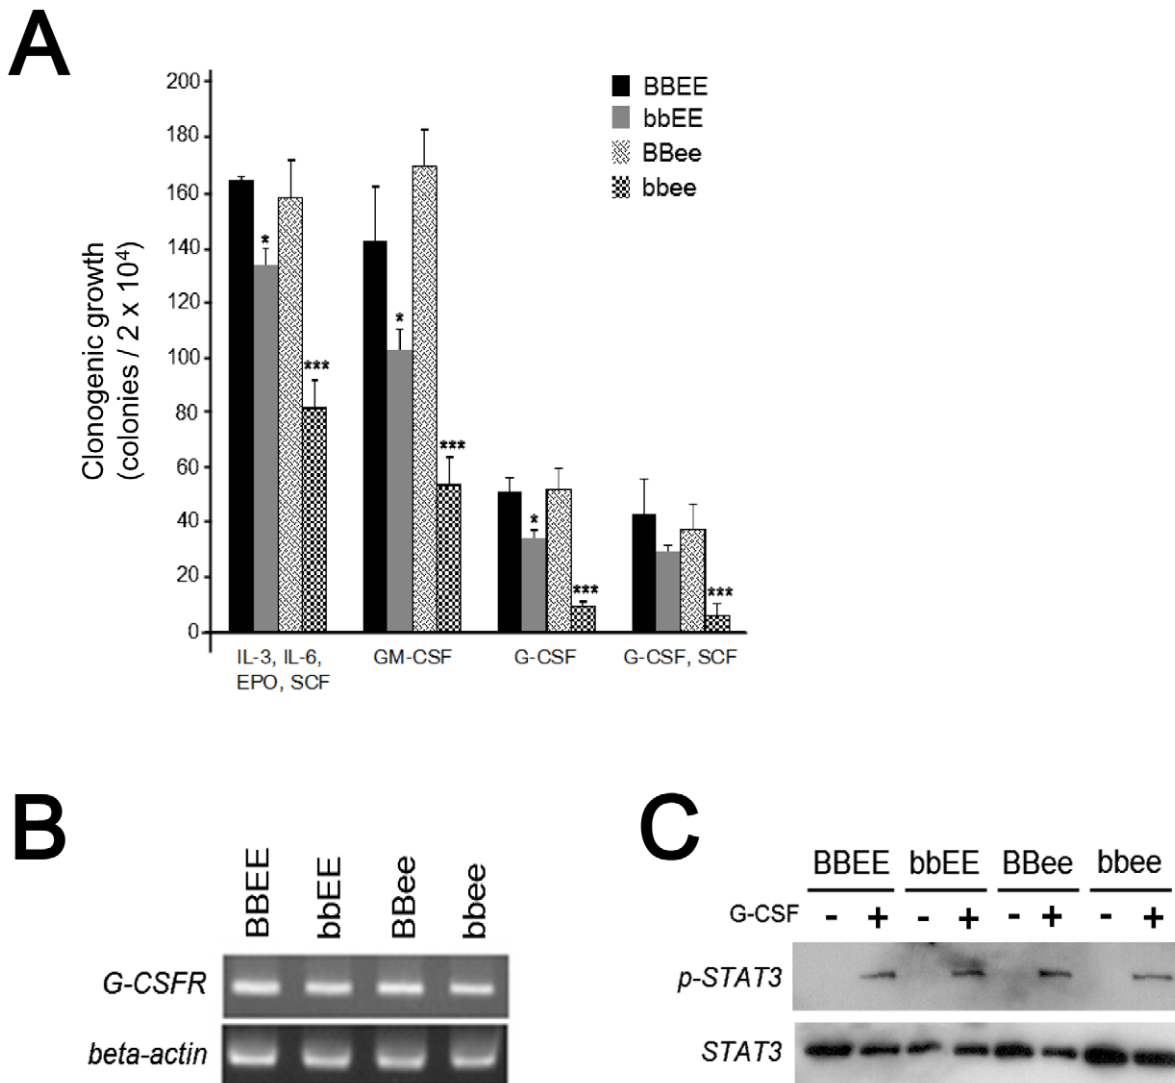 A
200
180
160
140
120
100
80
60
40
20
0
Clonogenic growth
(colonies / 2 x 10⁴)
BBEE
bbEE
BBee
bbee
*
***
*
***
*
***
***
IL-3, IL-6,
EPO, SCF
GM-CSF
G-CSF
G-CSF, SCF
B
BBEE
bbEE
BBee
bbee
G-CSFR
beta-actin
C
BBEE bbEE BBee bbee
G-CSF - + - + - + - +
p-STAT3
STAT3